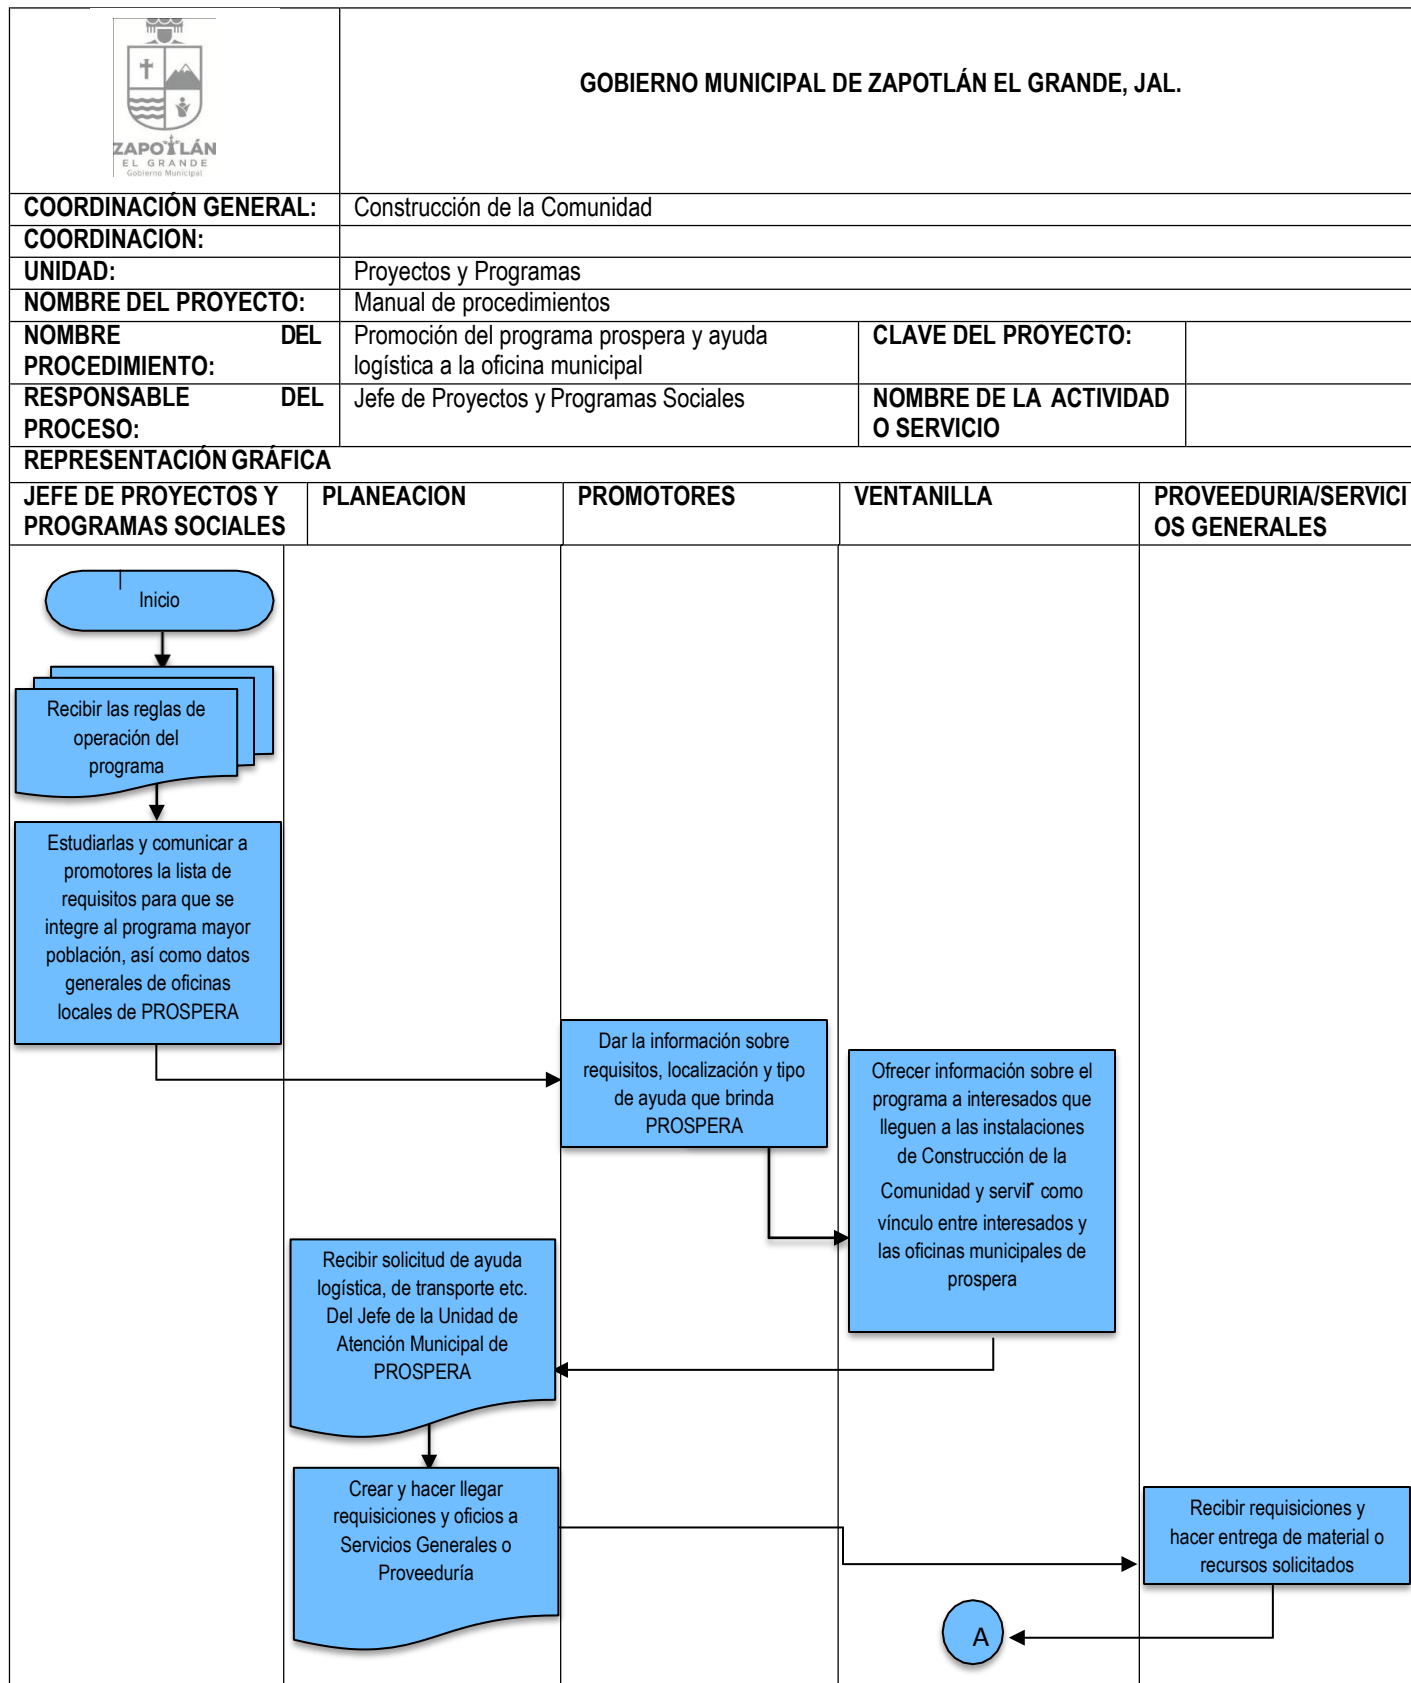 ZAPOTLÁN
EL GRANDE
Gobierno Municipal
GOBIERNO MUNICIPAL DE ZAPOTLÁN EL GRANDE, JAL.
COORDINACIÓN GENERAL:
Construcción de la Comunidad
COORDINACION:
UNIDAD:
Proyectos y Programas
NOMBRE DEL PROYECTO:
Manual de procedimientos
NOMBRE DEL
PROCEDIMIENTO:
Promoción del programa prospera y ayuda
logística a la oficina municipal
CLAVE DEL PROYECTO:
RESPONSABLE DEL
PROCESO:
Jefe de Proyectos y Programas Sociales
NOMBRE DE LA ACTIVIDAD
O SERVICIO
REPRESENTACIÓN GRÁFICA
JEFE DE PROYECTOS Y
PROGRAMAS SOCIALES
PLANEACION
PROMOTORES
VENTANILLA
PROVEEDURIA/SERVICI
OS GENERALES
Inicio
Recibir las reglas de
operación del
programa
Estudiarlas y comunicar a
promotores la lista de
requisitos para que se
integre al programa mayor
población, así como datos
generales de oficinas
locales de PROSPERA
Dar la información sobre
requisitos, localización y tipo
de ayuda que brinda
PROSPERA
Ofrecer información sobre el
programa a interesados que
lleguen a las instalaciones
de Construcción de la
Comunidad y servir como
vínculo entre interesados y
las oficinas municipales de
prospera
Recibir solicitud de ayuda
logística, de transporte etc.
Del Jefe de la Unidad de
Atención Municipal de
PROSPERA
Crear y hacer llegar
requisiciones y oficios a
Servicios Generales o
Proveeduría
Recibir requisiciones y
hacer entrega de material o
recursos solicitados
A